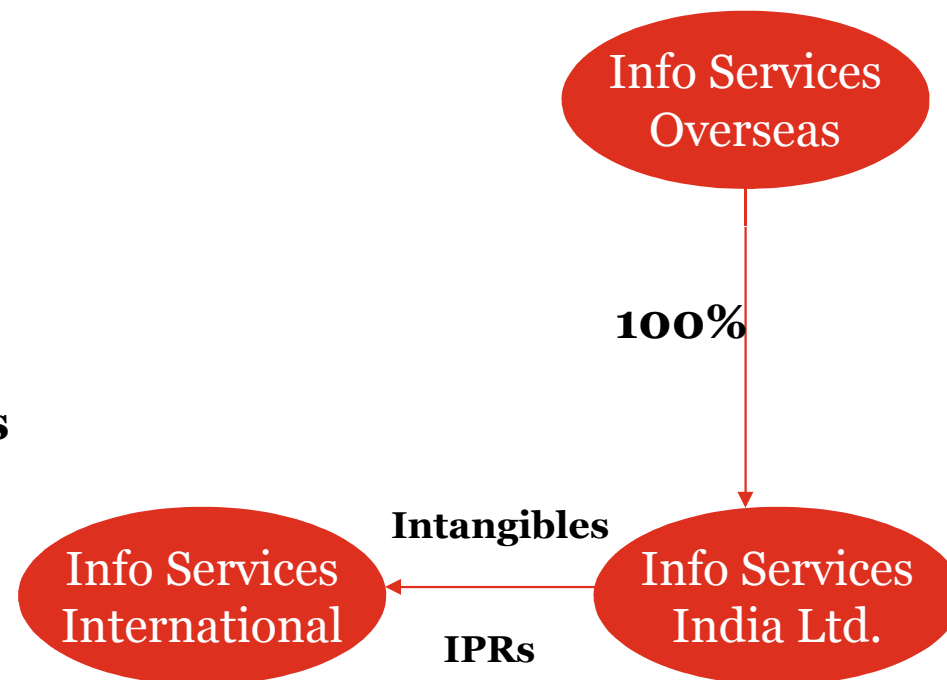 Info Services
Overseas
100%
s
Intangibles
Info Services
International
IPRs
Info Services
India Ltd.